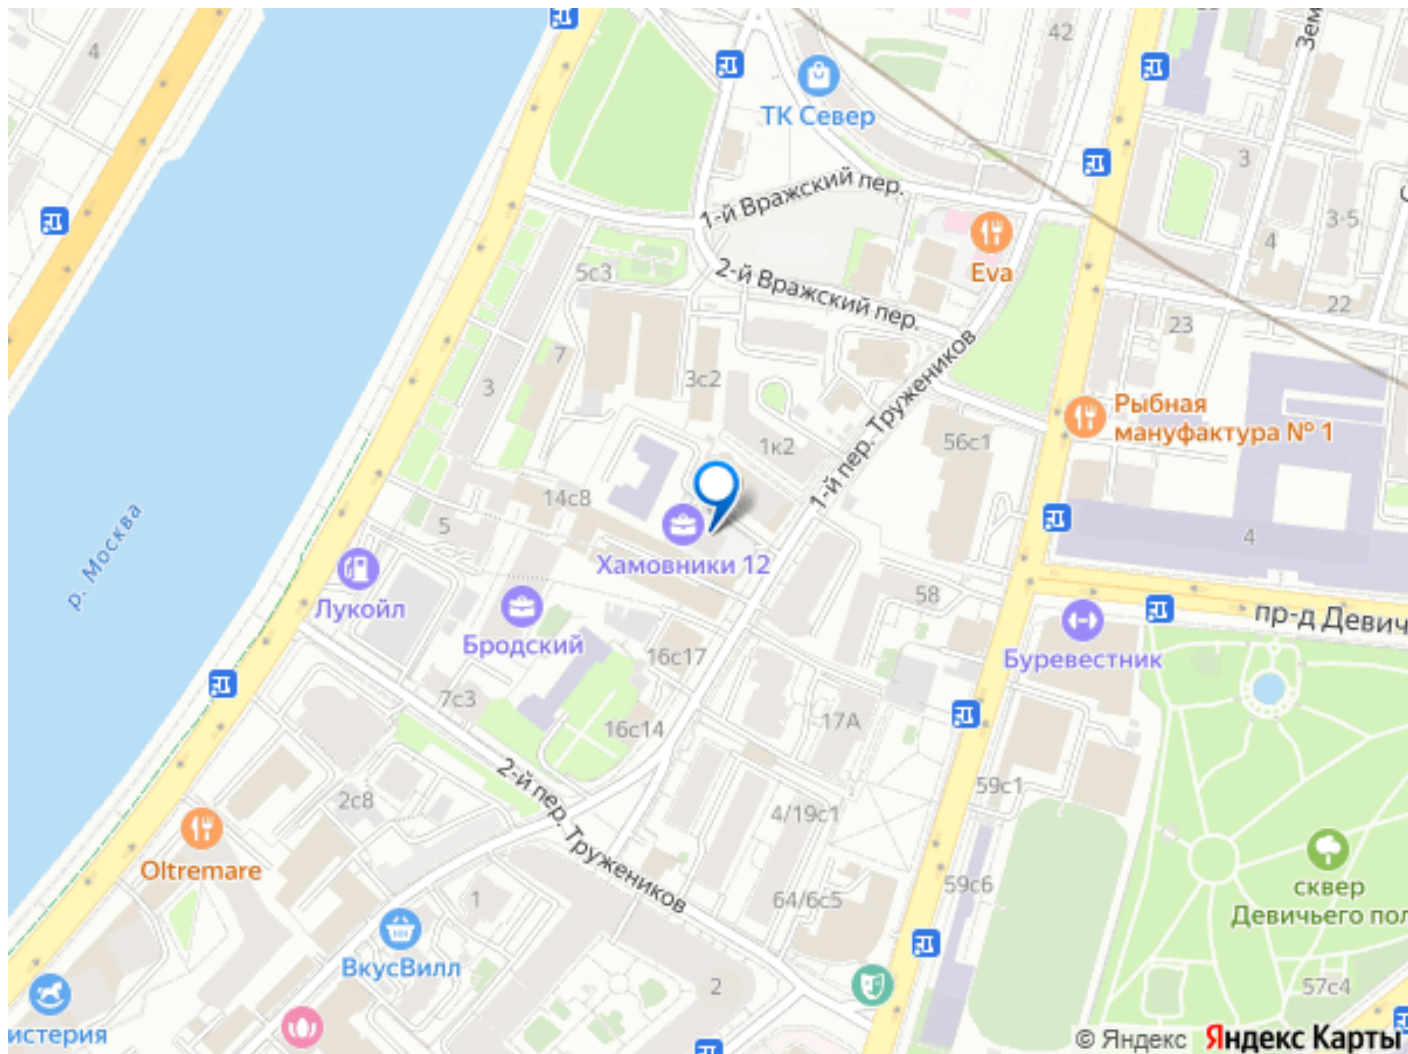 4
42
ТК Север
Зем
3
1-й Вражский пер.
3-5
4
Eva
5с3
2-й Вражский пер.
22
23
7
3с2
3
1-й пер. Тружеников
Рыбная
мануфактура № 1
1к2
56с1
14с8
5
р. Москва
4
Хамовники 12
Лукойл
58
пр-д Девич
Бродский
16с17
Буревестник
7с3
16с14
17А
2-й пер. Тружеников
2с8
59с1
4/19с1
Oltremare
сквер
Девичьего пол
1
64/6с5
59с6
ВкусВилл
2
57с4
истерия
© Яндекс Яндекс Карты